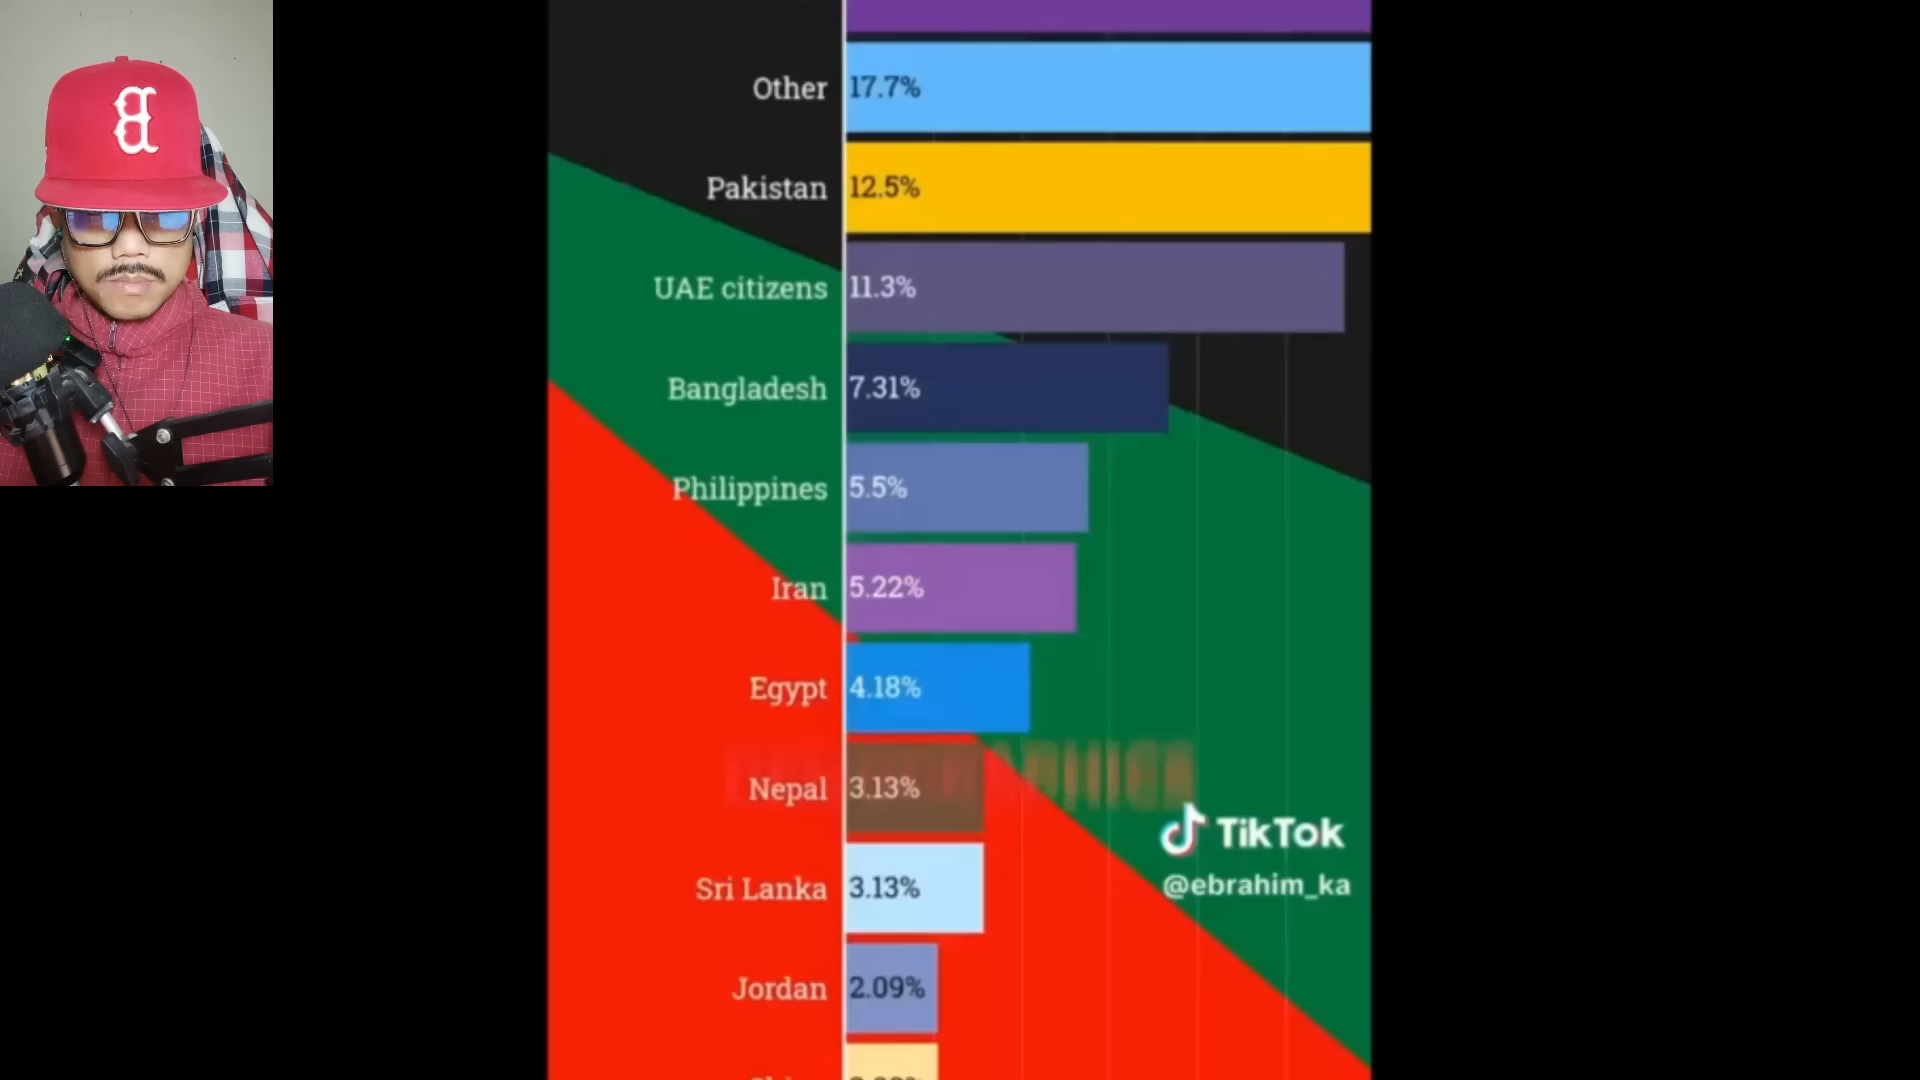 B
Other 17.7%
Pakistan 12.5%
UAE citizens 11.3%
Bangladesh 7.31%
Philippines 5.5%
Iran 5.22%
Egypt 4.18%
Nepal 3.13%
Sri Lanka 3.13%
Jordan 2.09%
TikTok
@ebrahim_ka